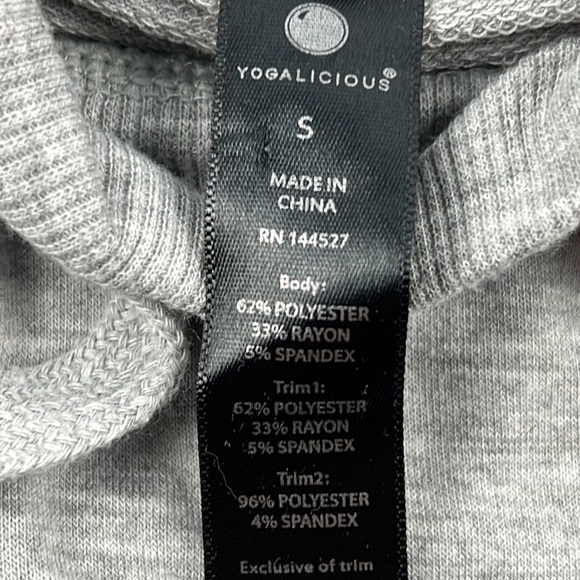 YOGALICIOUS®
S
MADE IN
CHINA
RN 144527
Body:
62% POLYESTER
33% RAYON
5% SPANDEX
Trim1:
62% POLYESTER
33% RAYON
5% SPANDEX
Trim2:
96% POLYESTER
4% SPANDEX
Exclusive of trim